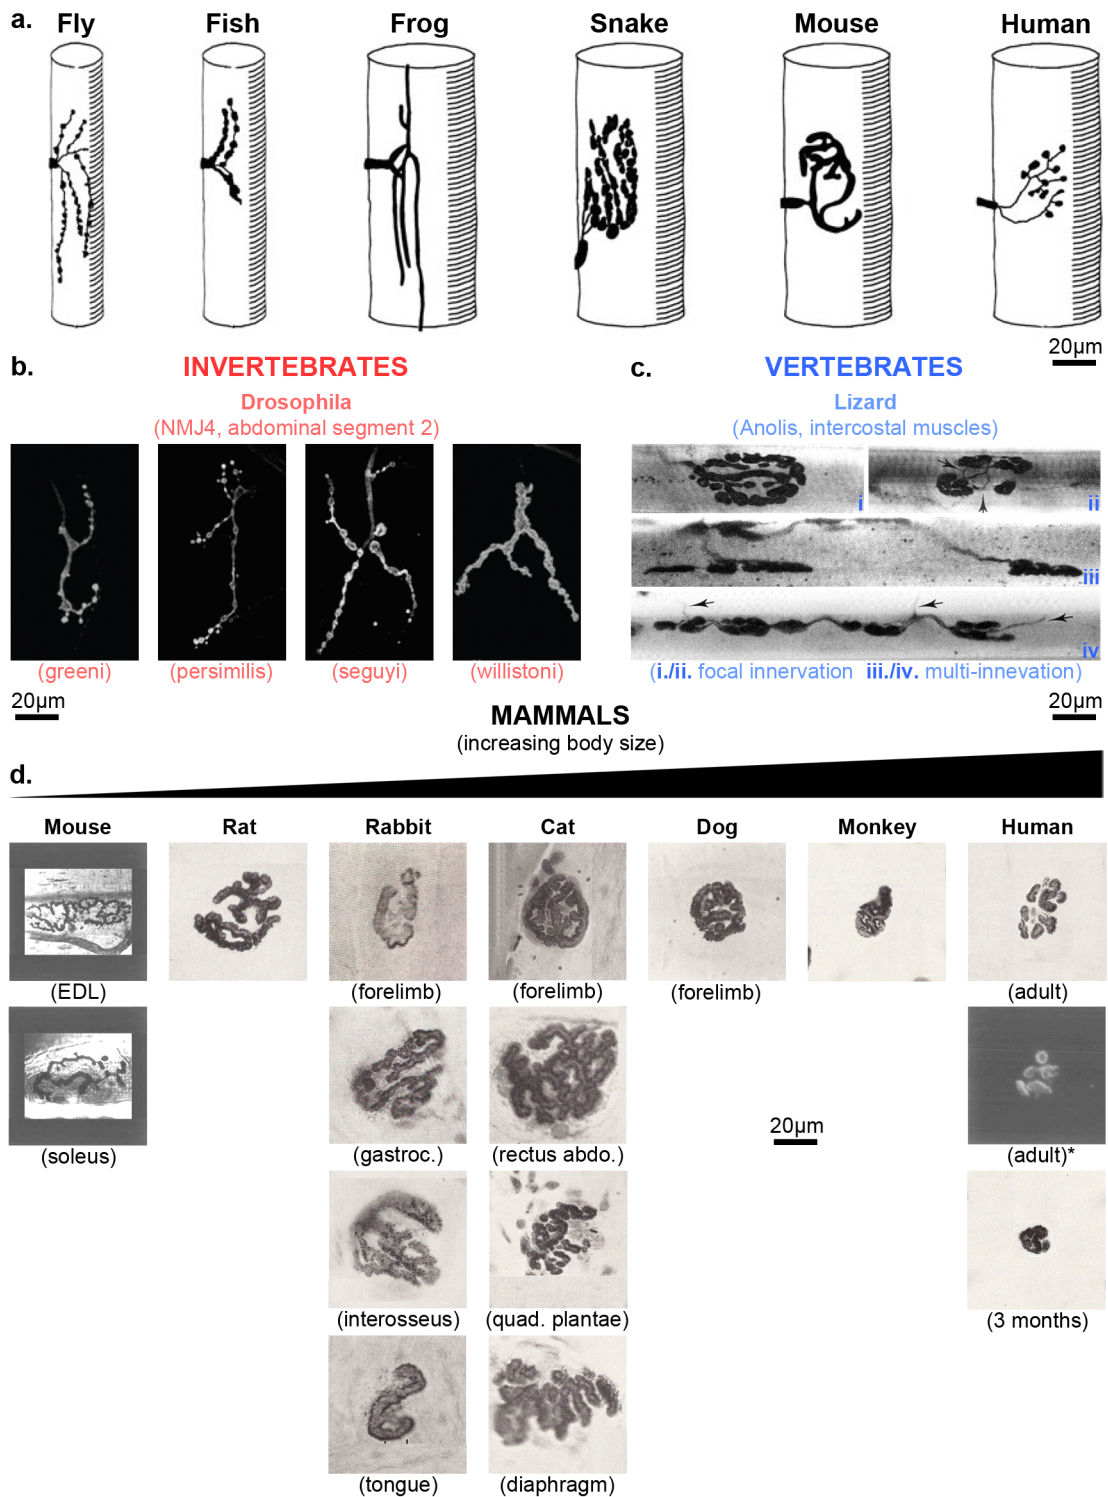 a.
Fly Fish Frog Snake Mouse Human
20µm
b. INVERTEBRATES
Drosophila
(NMJ4, abdominal segment 2)
(greeni) (persimilis) (seguyi) (willistoni)
20µm
c. VERTEBRATES
Lizard
(Anolis, intercostal muscles)
i ii
iii
iv
(i./ii. focal innervation iii./iv. multi-innevation)
20µm
MAMMALS
(increasing body size)
d.
Mouse Rat Rabbit Cat Dog Monkey Human
(EDL) (forelimb) (forelimb) (forelimb) (adult)
(soleus) (gastroc.) (rectus abdo.) (adult)*
20µm
(interosseus) (quad. plantae) (3 months)
(tongue) (diaphragm)